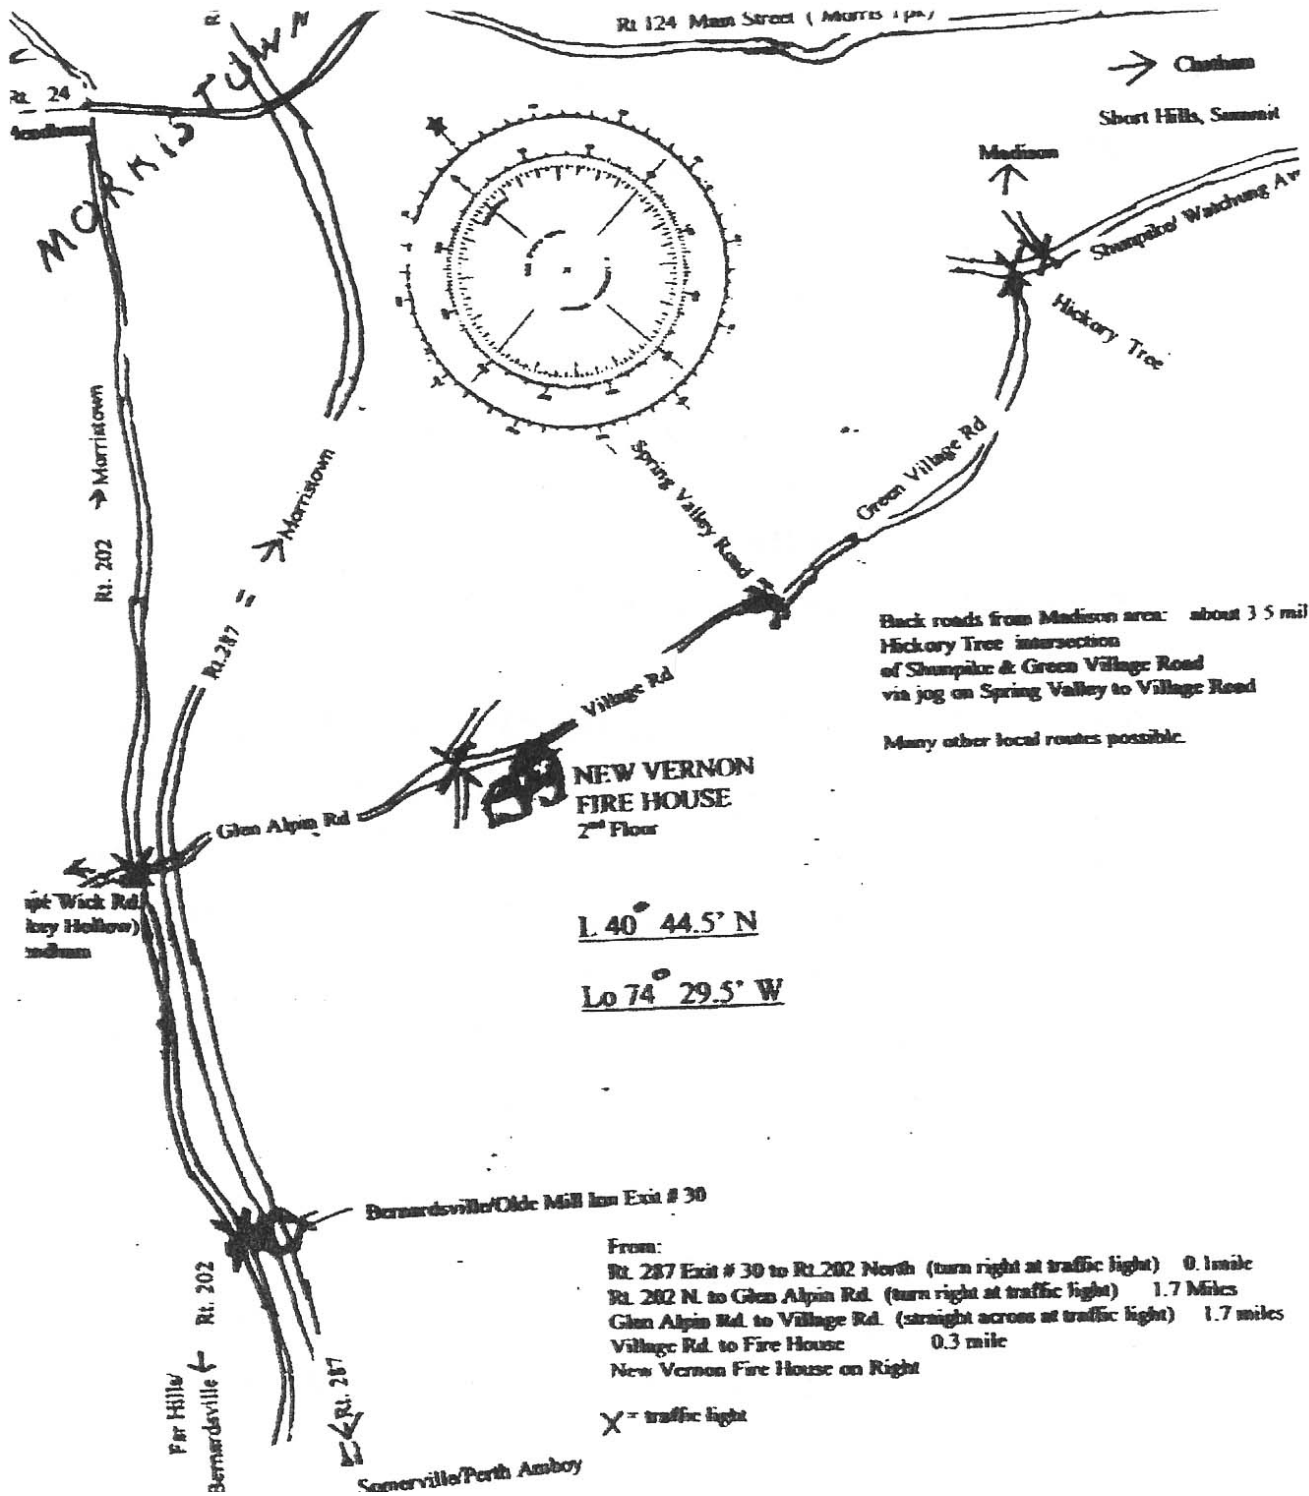 Rt 124 Main Street ( Morris Tpk)
R
MORRISTOWN
Rt. 24
Mendham
Chatham
Short Hills, Summit
Madison
Shunpike/ Watchung Av
Hickory Tree
Rt. 202 → Morristown
Morristown
Rt.287
Spring Valley Road
Green Village Rd
Back roads from Madison area: about 3 5 mil
Hickory Tree intersection
of Shunpike & Green Village Road
via jog on Spring Valley to Village Road
Many other local routes possible.
Village Rd
NEW VERNON
FIRE HOUSE
2nd Floor
Glen Alpin Rd
Wick Rd.
Hollow)
L 40° 44.5' N
Lo 74° 29.5' W
Bernardsville/Olde Mill Inn Exit # 30
From:
Rt. 287 Exit # 30 to Rt.202 North (turn right at traffic light) 0.1mile
Rt. 202 N. to Glen Alpin Rd. (turn right at traffic light) 1.7 Miles
Glen Alpin Rd. to Village Rd. (straight across at traffic light) 1.7 miles
Village Rd. to Fire House 0.3 mile
New Vernon Fire House on Right
X = traffic light
Far Hills/
Bernardsville ← Rt. 202
Rt. 287
Somerville/Perth Amboy